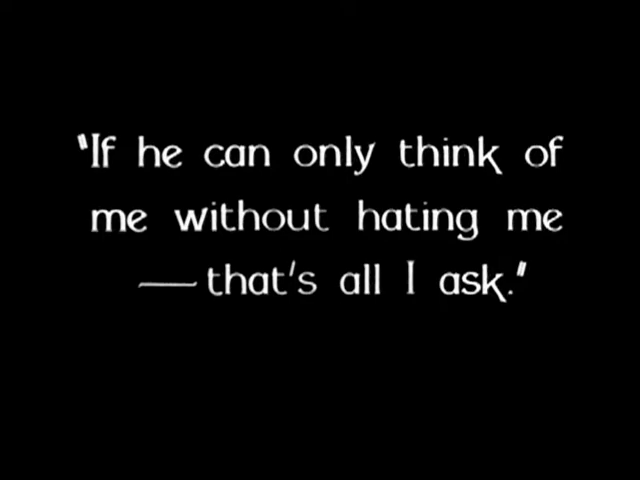 "If he can only think of
me without hating me
—that's all I ask."